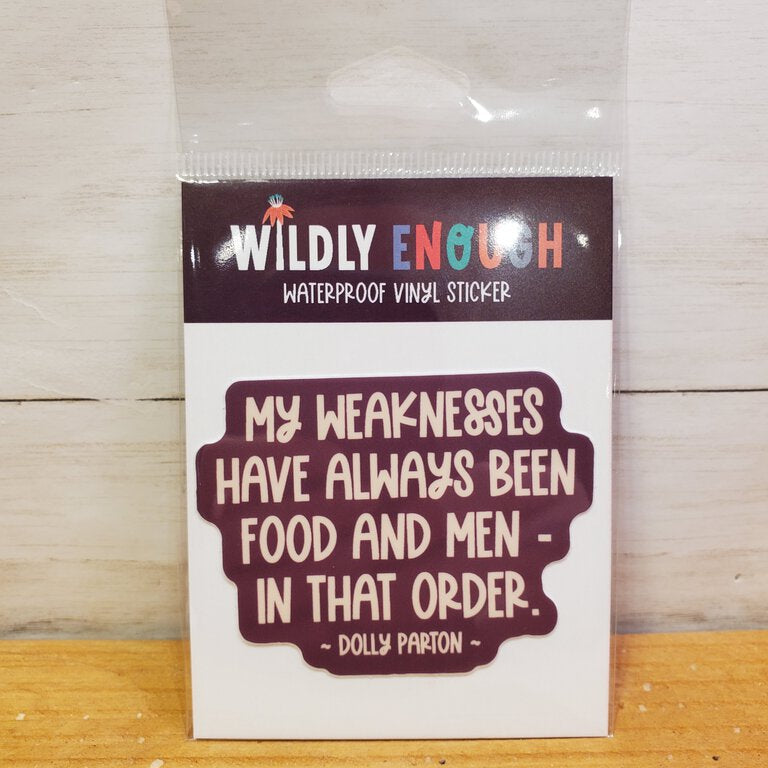 WILDLY ENOUGH
WATERPROOF VINYL STICKER
MY WEAKNESSES
HAVE ALWAYS BEEN
FOOD AND MEN -
IN THAT ORDER.
~ DOLLY PARTON ~